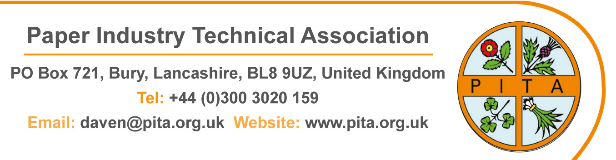 Paper Industry Technical Association
PO Box 721, Bury, Lancashire, BL8 9UZ, United Kingdom
Tel: +44 (0)300 3020 159
Email: daven@pita.org.uk  Website: www.pita.org.uk
PITA